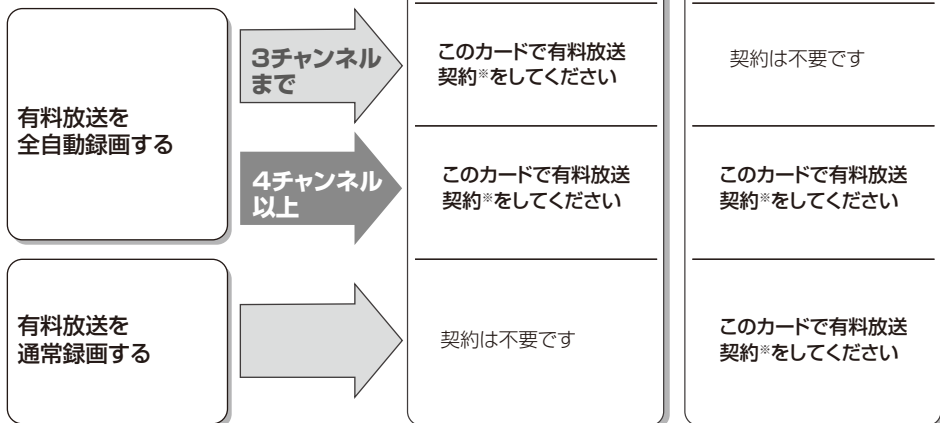 有料放送を
全自動録画する
3チャンネル
まで
このカードで有料放送
契約※をしてください
契約は不要です
4チャンネル
以上
このカードで有料放送
契約※をしてください
このカードで有料放送
契約※をしてください
有料放送を
通常録画する
契約は不要です
このカードで有料放送
契約※をしてください